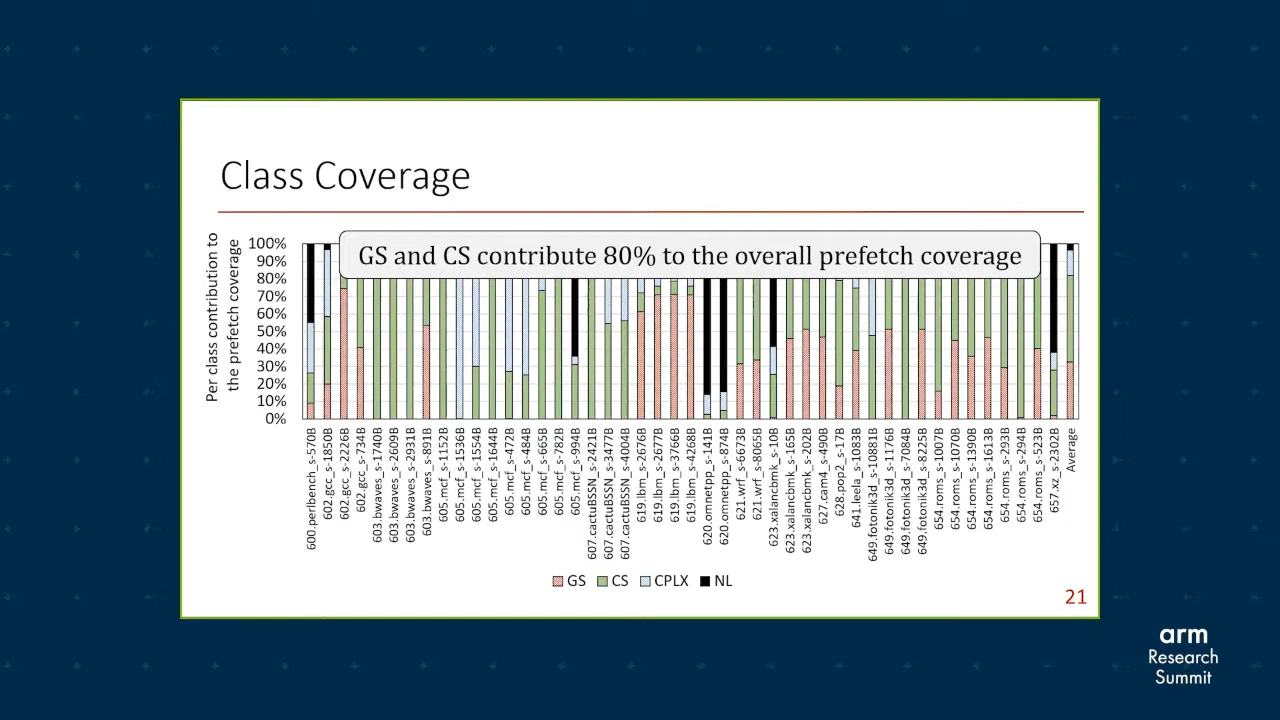 Class Coverage
Per class contribution to
the prefetch coverage
100%
90%
80%
70%
60%
50%
40%
30%
20%
10%
0%
GS and CS contribute 80% to the overall prefetch coverage
600.perlbench_s-570B
602.gcc_s-1850B
602.gcc_s-2226B
602.gcc_s-734B
603.bwaves_s-1740B
603.bwaves_s-2609B
603.bwaves_s-2931B
603.bwaves_s-891B
605.mcf_s-1152B
605.mcf_s-1536B
605.mcf_s-1554B
605.mcf_s-1644B
605.mcf_s-472B
605.mcf_s-484B
605.mcf_s-665B
605.mcf_s-782B
605.mcf_s-994B
607.cactuBSSN_s-2421B
607.cactuBSSN_s-3477B
607.cactuBSSN_s-4004B
619.lbm_s-2676B
619.lbm_s-2677B
619.lbm_s-3766B
619.lbm_s-4268B
620.omnetpp_s-141B
620.omnetpp_s-874B
621.wrf_s-6673B
621.wrf_s-8065B
623.xalancbmk_s-10B
623.xalancbmk_s-165B
623.xalancbmk_s-202B
627.cam4_s-490B
628.pop2_s-17B
641.leela_s-1083B
649.fotonik3d_s-10881B
649.fotonik3d_s-1176B
649.fotonik3d_s-7084B
649.fotonik3d_s-8225B
654.roms_s-1007B
654.roms_s-1070B
654.roms_s-1390B
654.roms_s-1613B
654.roms_s-293B
654.roms_s-294B
654.roms_s-523B
657.xz_s-2302B
Average
GS CS CPLX NL
21
arm
Research
Summit